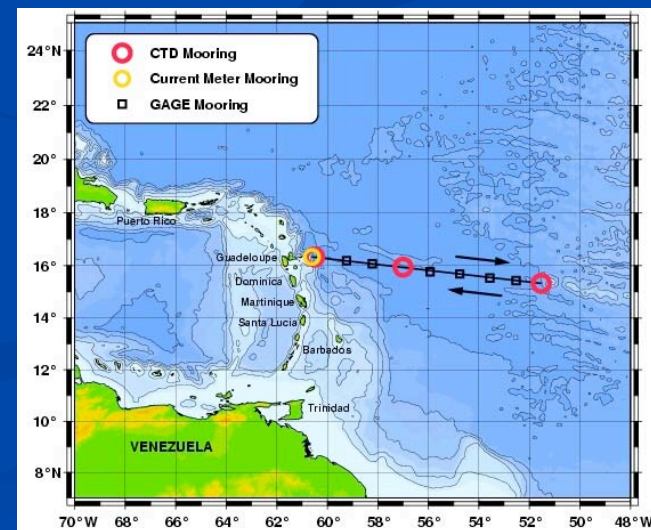 CTD Mooring
Current Meter Mooring
GAGE Mooring
24°N
22°
20°
18°
16°
14°
12°
10°
8°N
Puerto Rico
Guadeloupe
Dominica
Martinique
Santa Lucia
Barbados
Trinidad
VENEZUELA
70°W 68° 66° 64° 62° 60° 58° 56° 54° 52° 50° 48°W